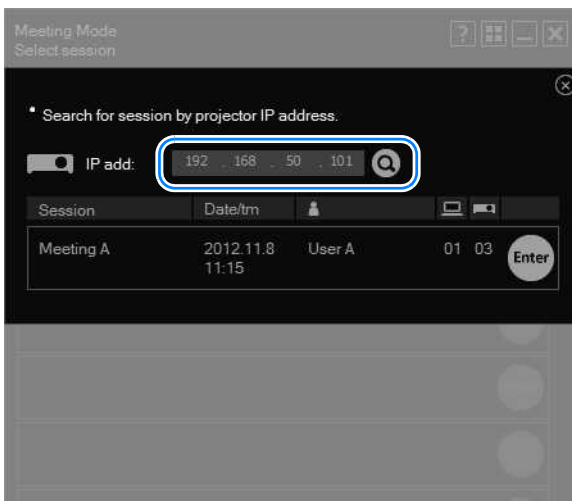 Meeting Mode
Select session
?
* Search for session by projector IP address.
IP add: 192 . 168 . 50 . 101
Session Date/tm
Meeting A 2012.11.8 User A 01 03 Enter
11:15